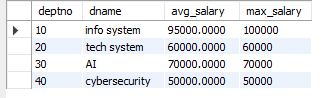 deptno dname avg_salary max_salary
10 info system 95000.0000 100000
20 tech system 60000.0000 60000
30 AI 70000.0000 70000
40 cybersecurity 50000.0000 50000